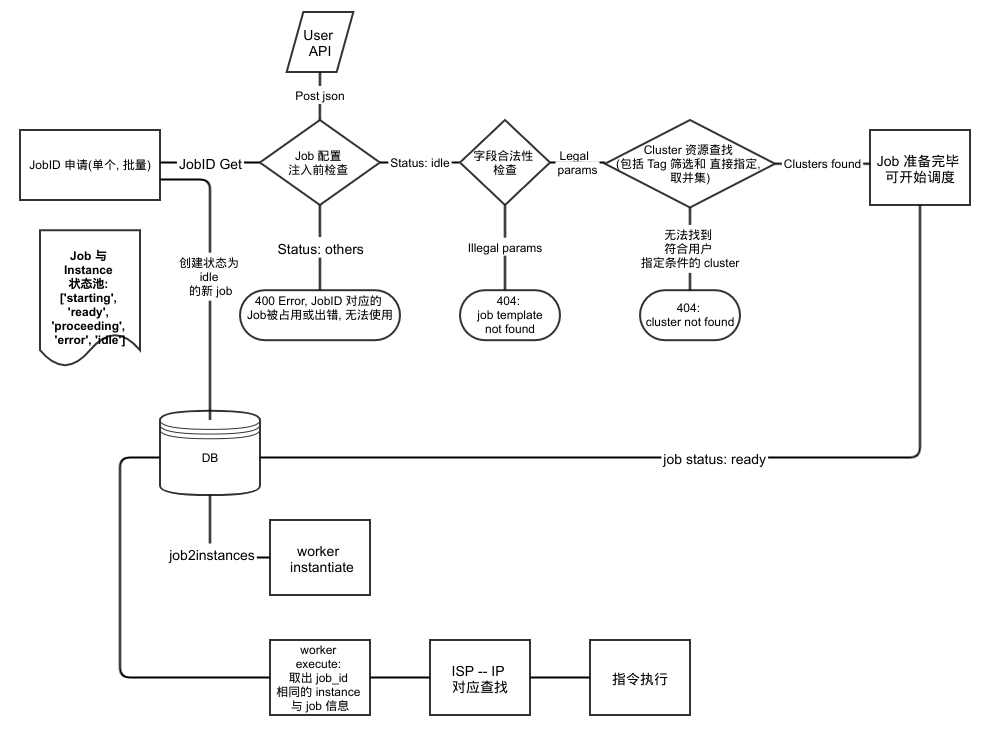 User
API
Post json
JobID 申请(单个, 批量)
JobID Get
Job 配置
注入前检查
Status: idle
字段合法性
检查
Legal
params
Cluster 资源查找
(包括 Tag 筛选和 直接指定,
取并集)
Clusters found
Job 准备完毕
可开始调度
Job 与
Instance
状态池:
['starting',
'ready',
'proceeding',
'error', 'idle']
创建状态为
idle
的新 job
Status: others
400 Error, JobID 对应的
Job被占用或出错, 无法使用
Illegal params
404:
job template
not found
无法找到
符合用户
指定条件的 cluster
404:
cluster not found
DB
job status: ready
job2instances
worker
instantiate
worker
execute:
取出 job_id
相同的 instance
与 job 信息
ISP -- IP
对应查找
指令执行